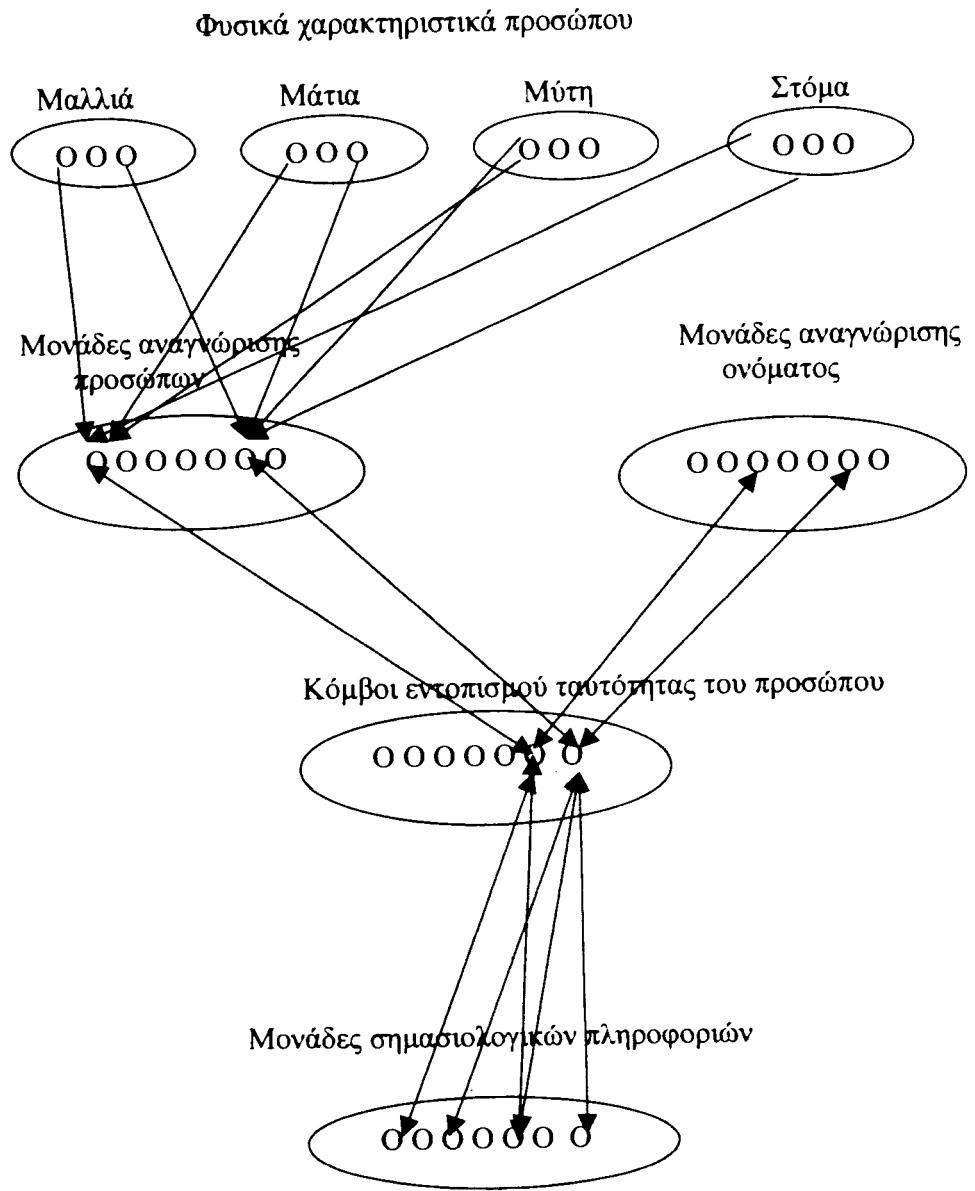 Φυσικά χαρακτηριστικά προσώπου
Μαλλιά
Μάτια
Μύτη
Στόμα
Ο Ο Ο
Ο Ο Ο
Ο Ο Ο
Ο Ο Ο
Μονάδες αναγνώρισης
προσώπων
Μονάδες αναγνώρισης
ονόματος
Ο Ο Ο Ο Ο Ο Ο
Ο Ο Ο Ο Ο Ο Ο
Κόμβοι εντοπισμού ταυτότητας του προσώπου
Ο Ο Ο Ο Ο Ο Ο
Μονάδες σημασιολογικών πληροφοριών
Ο Ο Ο Ο Ο Ο Ο